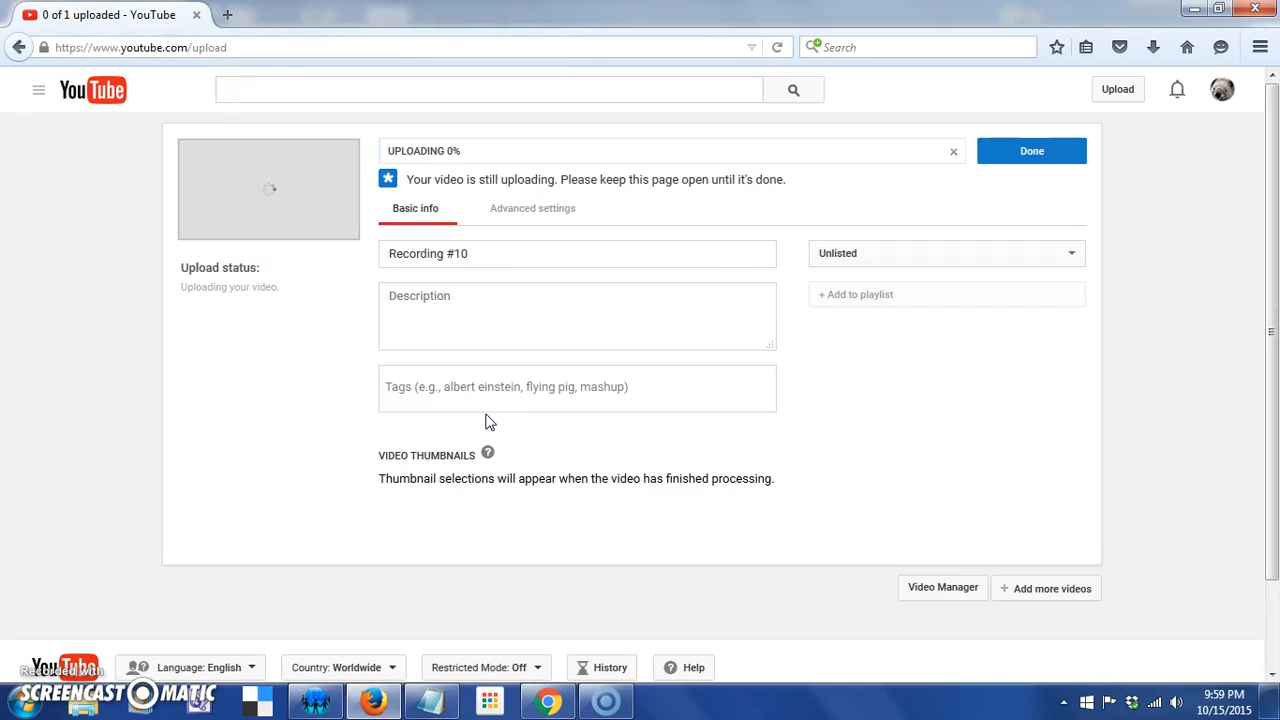 0 of 1 uploaded - YouTube
https://www.youtube.com/upload
Search
YouTube
Upload
UPLOADING 0%
Done
Your video is still uploading. Please keep this page open until it's done.
Basic info
Advanced settings
Recording #10
Unlisted
Description
+ Add to playlist
Upload status:
Uploading your video.
Tags (e.g., albert einstein, flying pig, mashup)
VIDEO THUMBNAILS ?
Thumbnail selections will appear when the video has finished processing.
Video Manager
+ Add more videos
YouTube
Language: English
Country: Worldwide
Restricted Mode: Off
History
? Help
Recorded with
SCREENCAST O MATIC
9:59 PM
10/15/2015